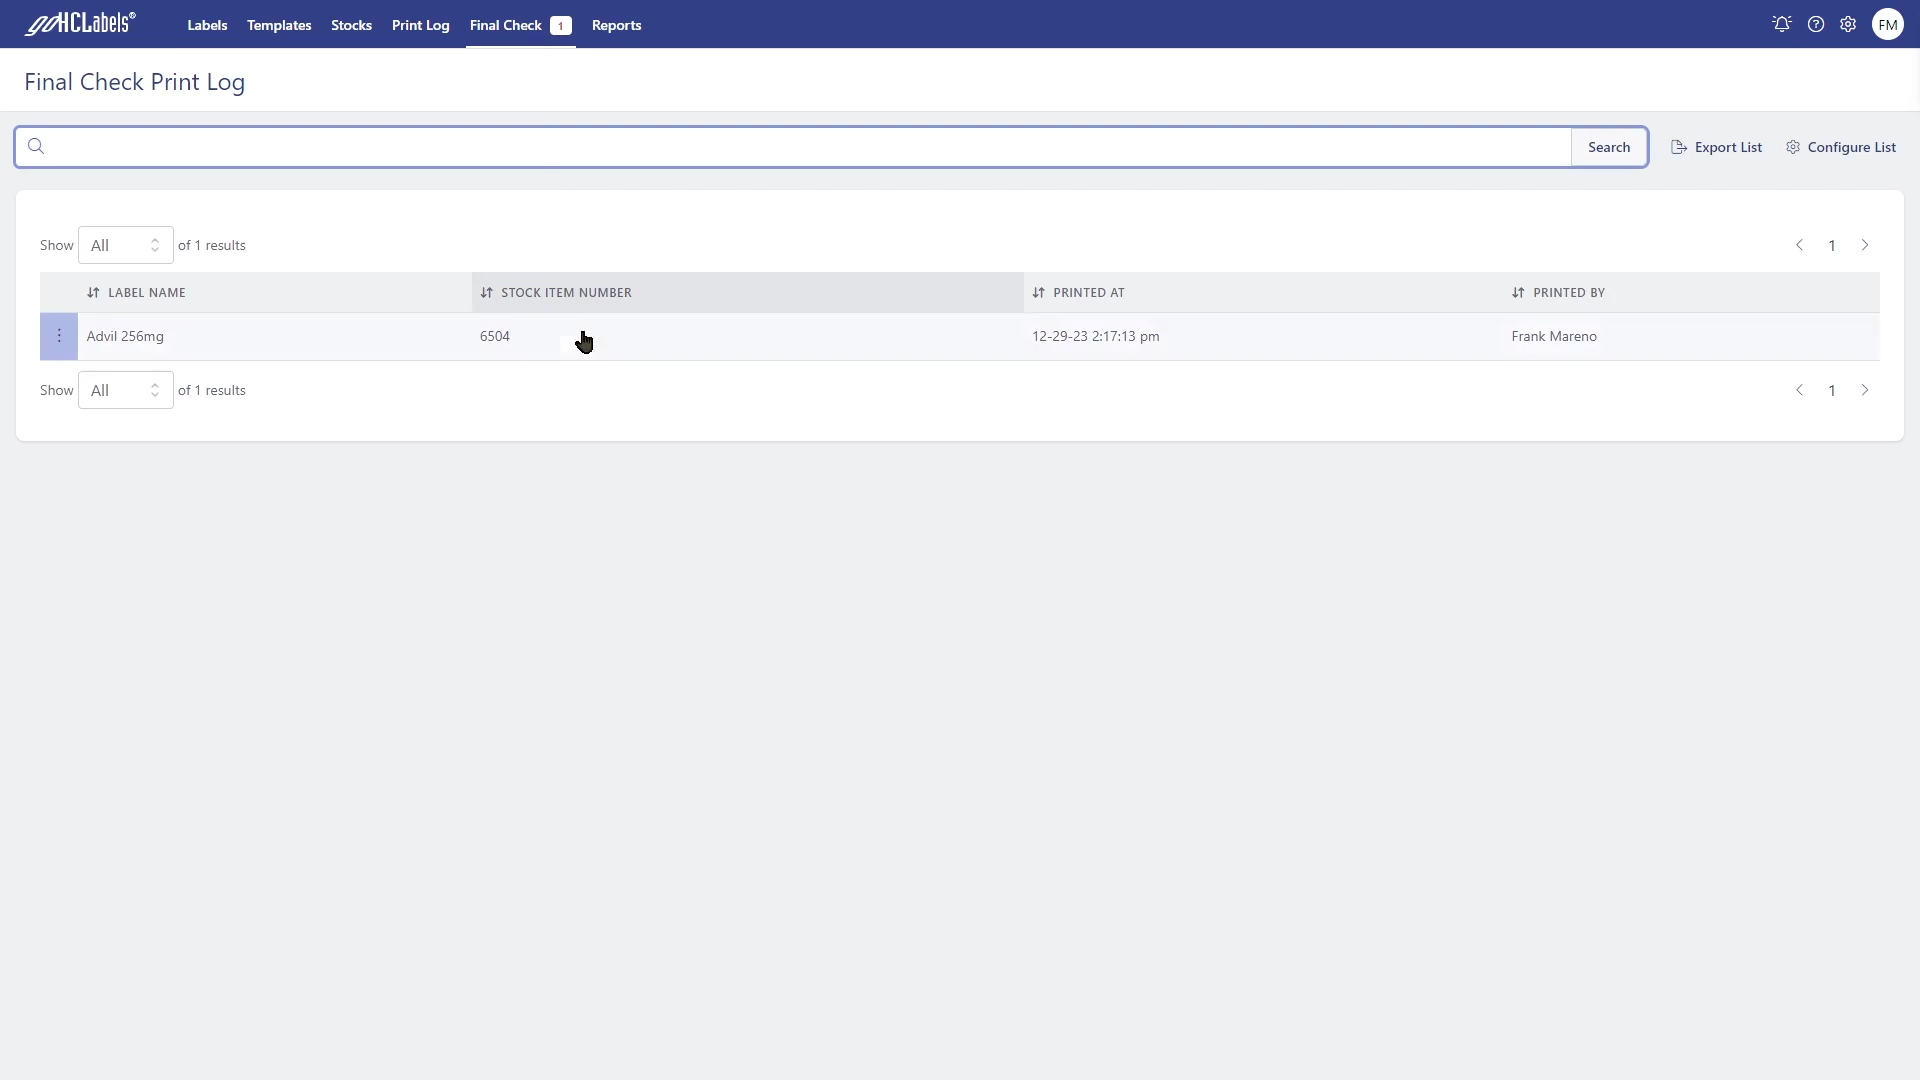 HCLabels® Labels Templates Stocks Print Log Final Check 1 Reports FM
Final Check Print Log
Search Export List Configure List
Show All of 1 results 1
LABEL NAME STOCK ITEM NUMBER PRINTED AT PRINTED BY
Advil 256mg 6504 12-29-23 2:17:13 pm Frank Mareno
Show All of 1 results 1